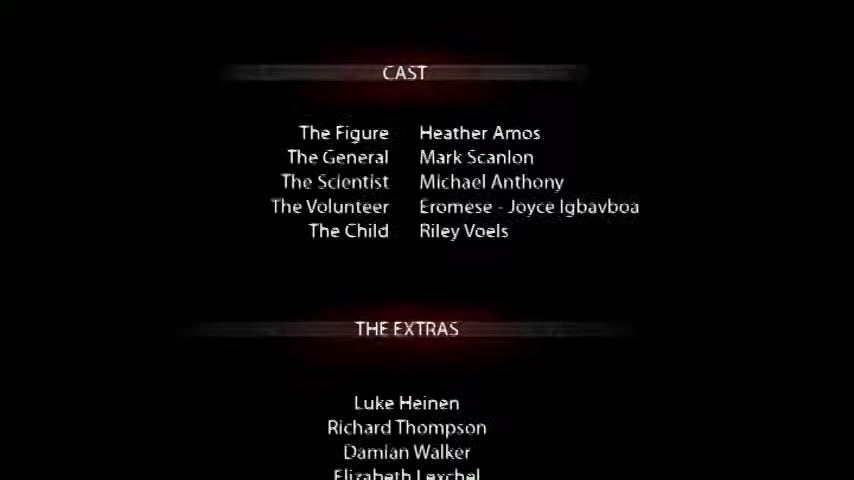 CAST
The Figure Heather Amos
The General Mark Scanlon
The Scientist Michael Anthony
The Volunteer Eromese - Joyce Igbavboa
The Child Riley Voels
THE EXTRAS
Luke Heinen
Richard Thompson
Damian Walker
Elizabeth